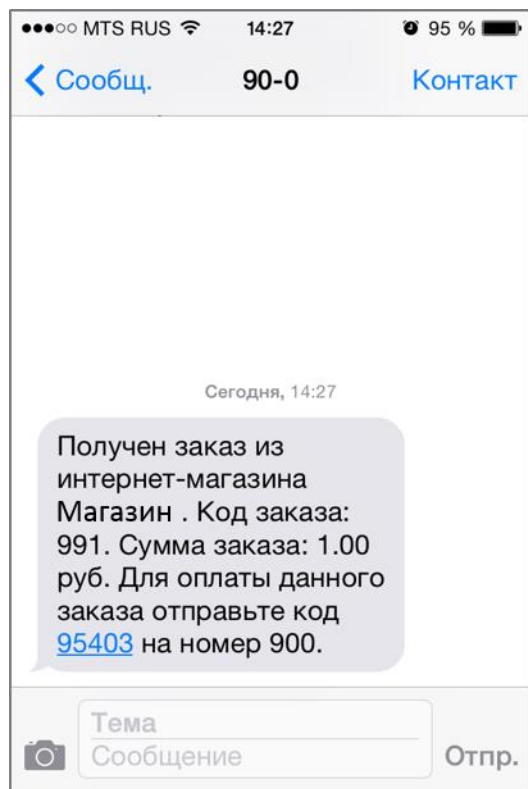 MTS RUS 14:27 95 %
Сообщ. 90-0 Контакт
Сегодня, 14:27
Получен заказ из
интернет-магазина
Магазин . Код заказа:
991. Сумма заказа: 1.00
руб. Для оплаты данного
заказа отправьте код
95403 на номер 900.
Тема
Сообщение
Отпр.